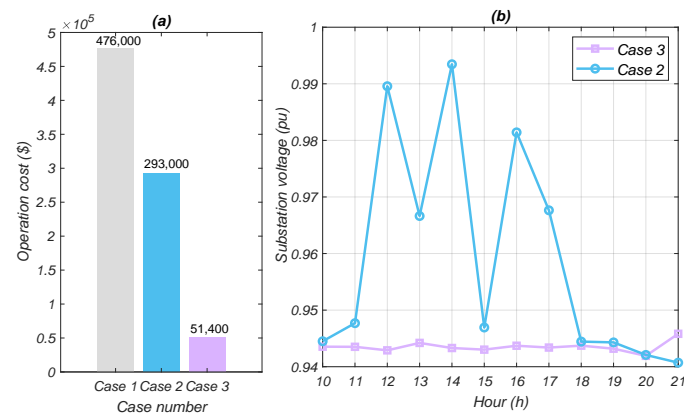 (a)
×10⁵
5
4.5
4
3.5
3
2.5
2
1.5
1
0.5
0
Operation cost ($)
476,000
293,000
51,400
Case 1 Case 2 Case 3
Case number
(b)
1
0.99
0.98
0.97
0.96
0.95
0.94
Substation voltage (pu)
Case 3
Case 2
10 11 12 13 14 15 16 17 18 19 20 21
Hour (h)